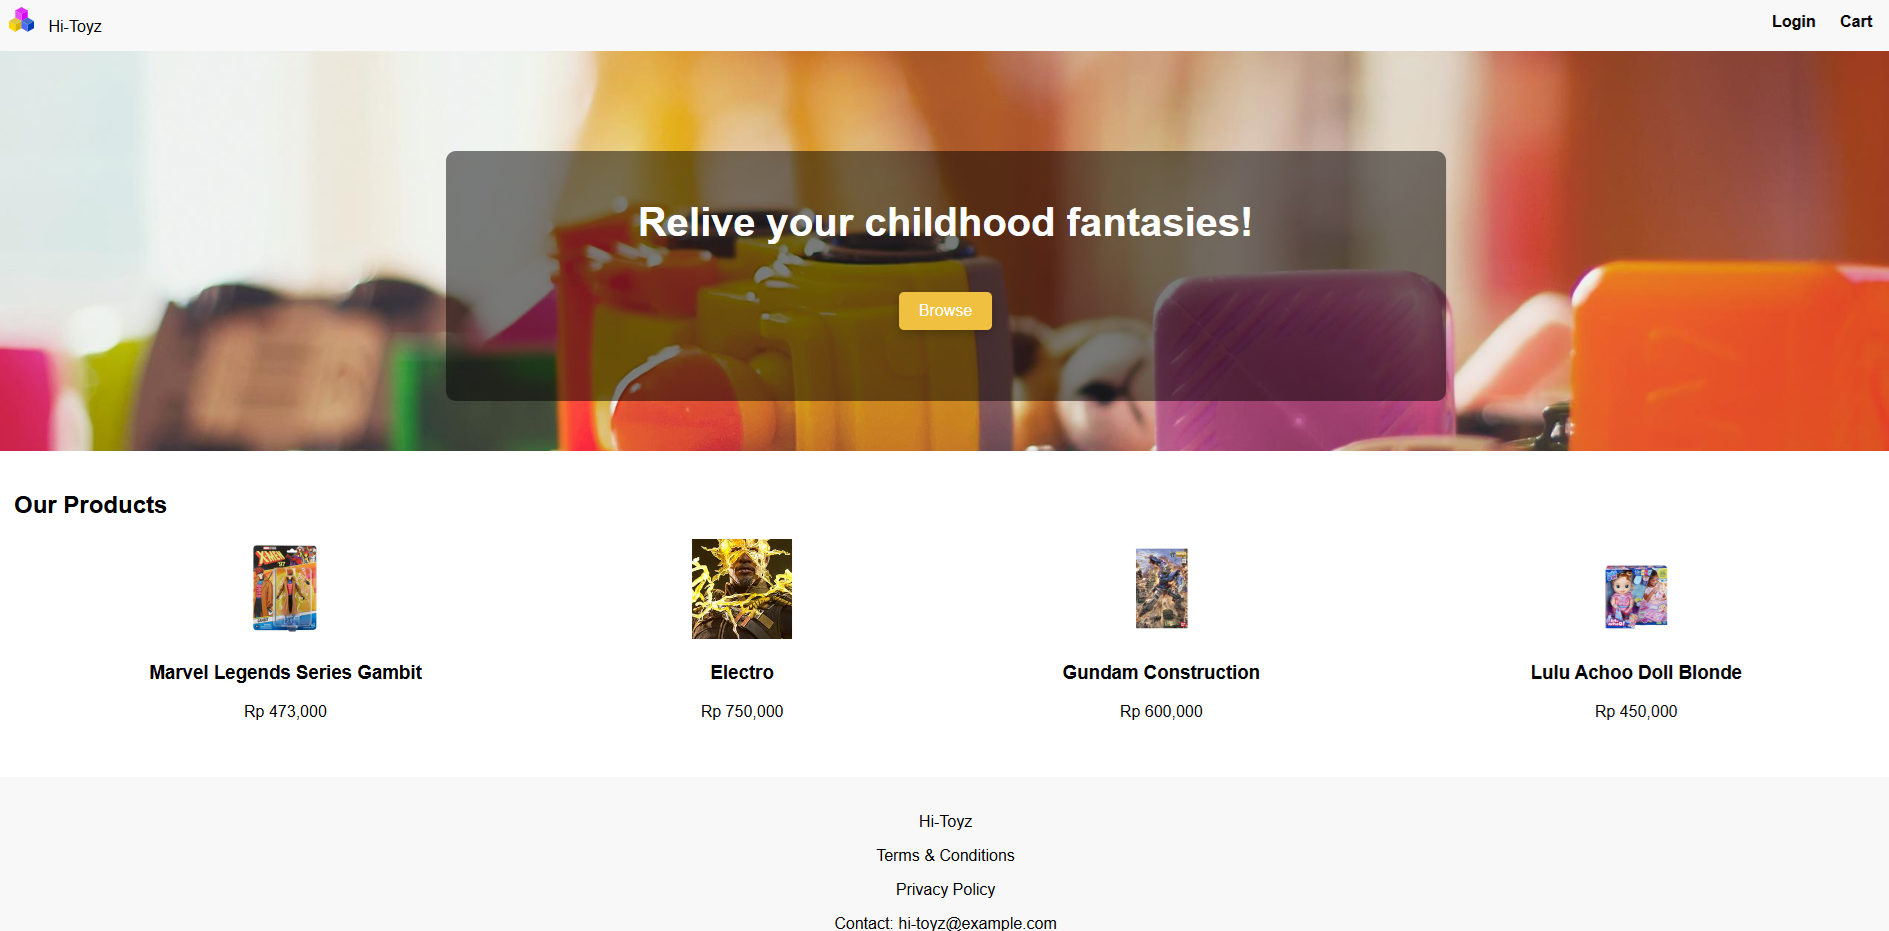 Hi-Toyz
Login
Cart
Relive your childhood fantasies!
Browse
Our Products
X-MEN
'97
Marvel Legends Series Gambit
Electro
Gundam Construction
Lulu Achoo Doll Blonde
Rp 473,000
Rp 750,000
Rp 600,000
Rp 450,000
Hi-Toyz
Terms & Conditions
Privacy Policy
Contact: hi-toyz@example.com